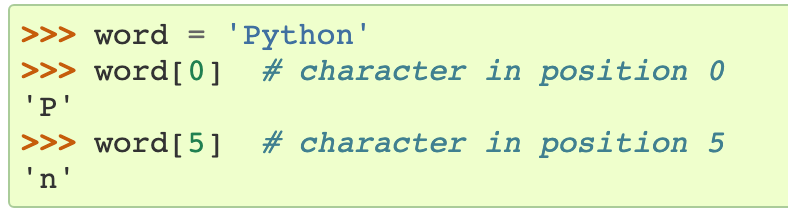 >>> word = 'Python'
>>> word[0]  # character in position 0
'P'
>>> word[5]  # character in position 5
'n'